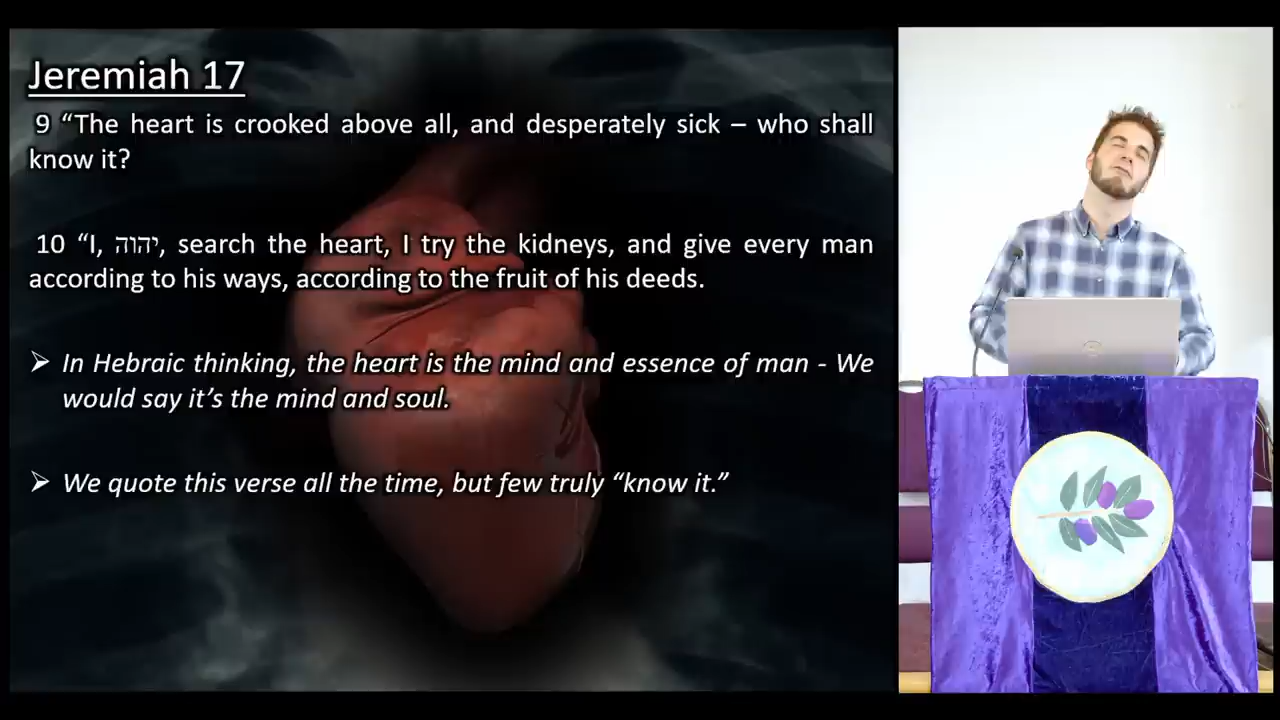 Jeremiah 17
9 “The heart is crooked above all, and desperately sick – who shall
know it?
10 “I, יהוה, search the heart, I try the kidneys, and give every man
according to his ways, according to the fruit of his deeds.
➢ In Hebraic thinking, the heart is the mind and essence of man - We
would say it’s the mind and soul.
➢ We quote this verse all the time, but few truly “know it.”